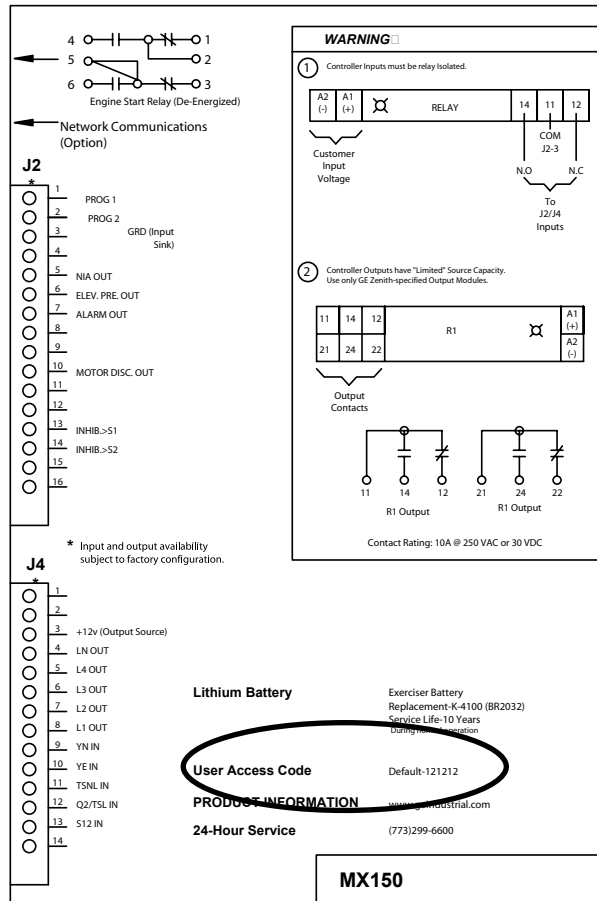 4 1
5 2
6 3
Engine Start Relay (De-Energized)
Network Communications
(Option)
J2
*
1 PROG 1
2 PROG 2
3 GRD (Input
Sink)
4
5 NIA OUT
6 ELEV. PRE. OUT
7 ALARM OUT
8
9
10 MOTOR DISC. OUT
11
12
13 INHIB.>S1
14 INHIB.>S2
15
16
* Input and output availability
subject to factory configuration.
J4
*
1
2
3 +12v (Output Source)
4 LN OUT
5 L4 OUT
6 L3 OUT
7 L2 OUT
8 L1 OUT
9 YN IN
10 YE IN
11 TSNL IN
12 Q2/TSL IN
13 S12 IN
14
WARNING
1 Controller Inputs must be relay Isolated.
A2 A1 RELAY 14 11 12
(-) (+)
Customer
Input
Voltage
COM
J2-3
N.O N.C
To
J2/J4
Inputs
2 Controller Outputs have "Limited" Source Capacity.
Use only GE Zenith-specified Output Modules.
11 14 12 R1 A1
(+)
21 24 22 A2
(-)
Output
Contacts
11 14 12 21 24 22
R1 Output R1 Output
Contact Rating: 10A @ 250 VAC or 30 VDC
Lithium Battery Exerciser Battery
Replacement-K-4100 (BR2032)
Service Life-10 Years
During normal operation
User Access Code Default-121212
PRODUCT INFORMATION www.geindustrial.com
24-Hour Service (773)299-6600
MX150